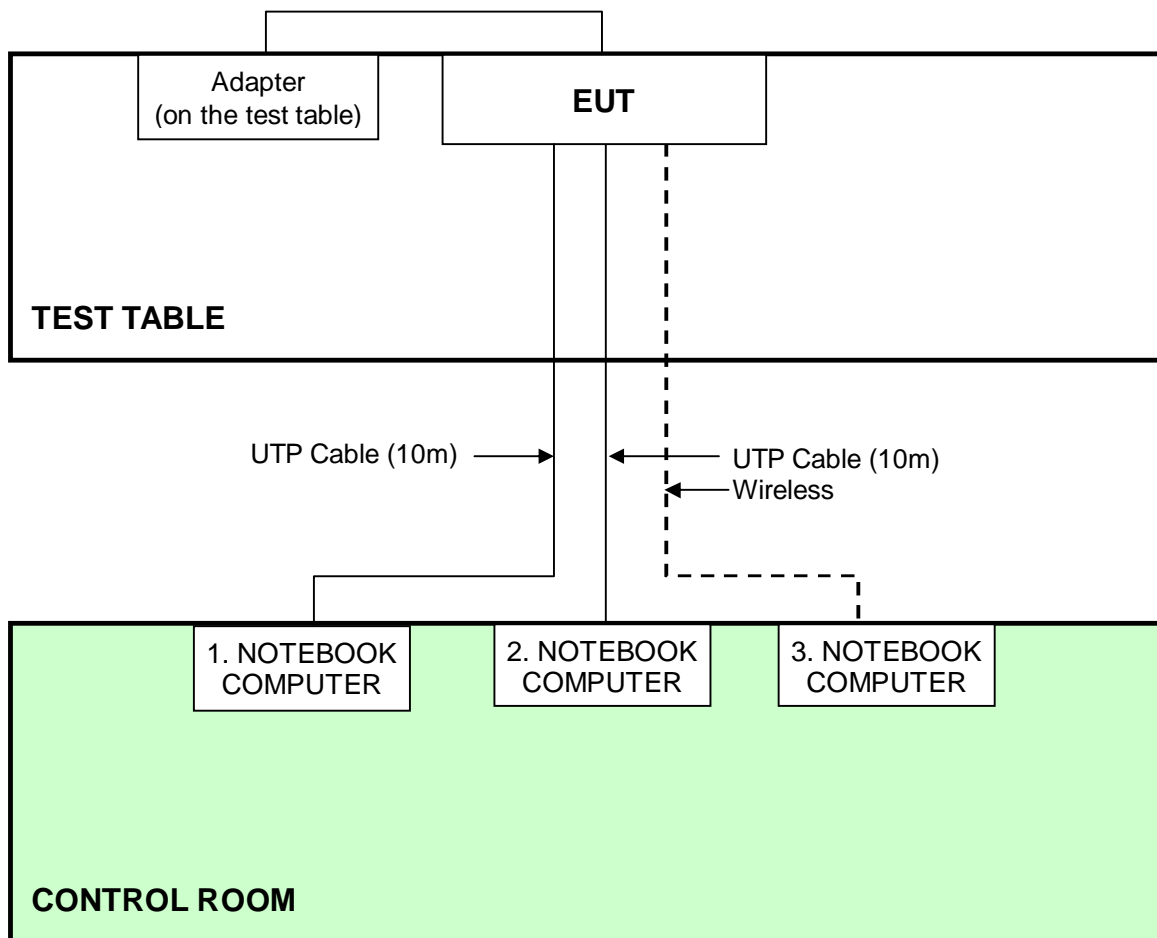 Adapter
(on the test table)
EUT
TEST TABLE
UTP Cable (10m)
UTP Cable (10m)
Wireless
1. NOTEBOOK
COMPUTER
2. NOTEBOOK
COMPUTER
3. NOTEBOOK
COMPUTER
CONTROL ROOM